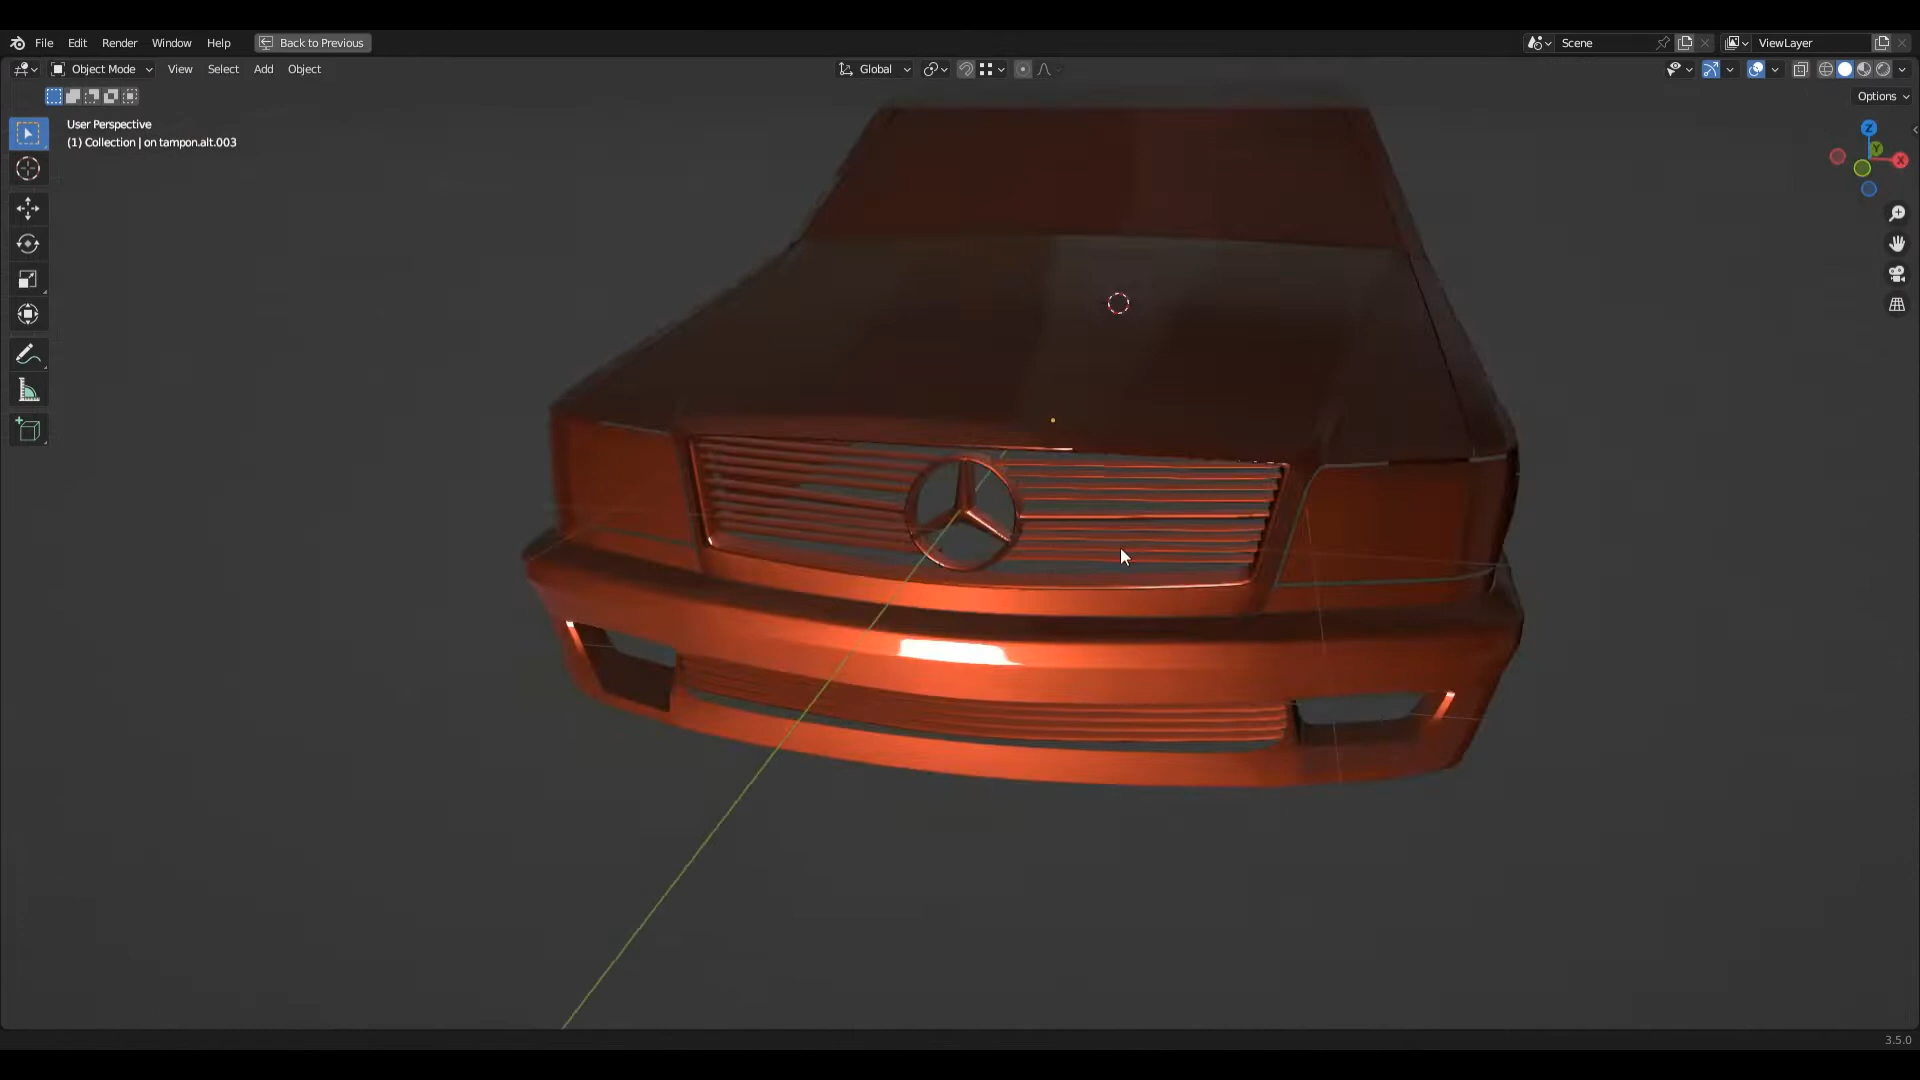 File Edit Render Window Help Back to Previous Scene ViewLayer
Object Mode View Select Add Object Global
Options
User Perspective
(1) Collection | on tampon.alt.003
Z
Y
X
3.5.0